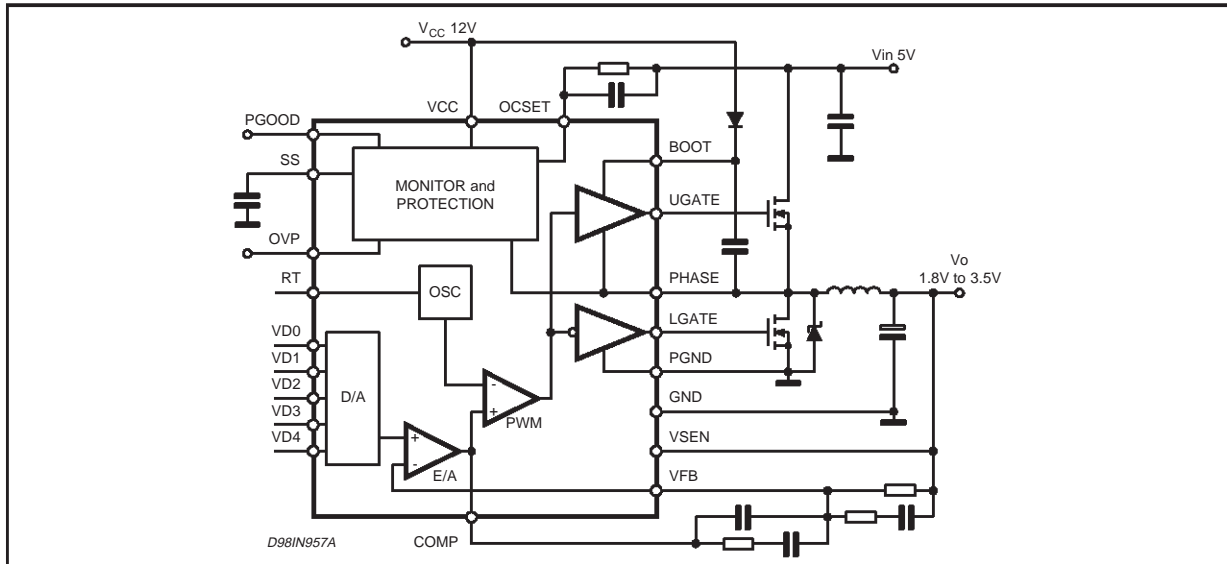 VCC 12V
Vin 5V
VCC
OCSET
PGOOD
BOOT
SS
MONITOR and
PROTECTION
UGATE
OVP
Vo
1.8V to 3.5V
RT
OSC
PHASE
VD0
LGATE
VD1
PGND
VD2
D/A
-
+
PWM
GND
VD3
VD4
+
-
E/A
VSEN
VFB
D98IN957A
COMP